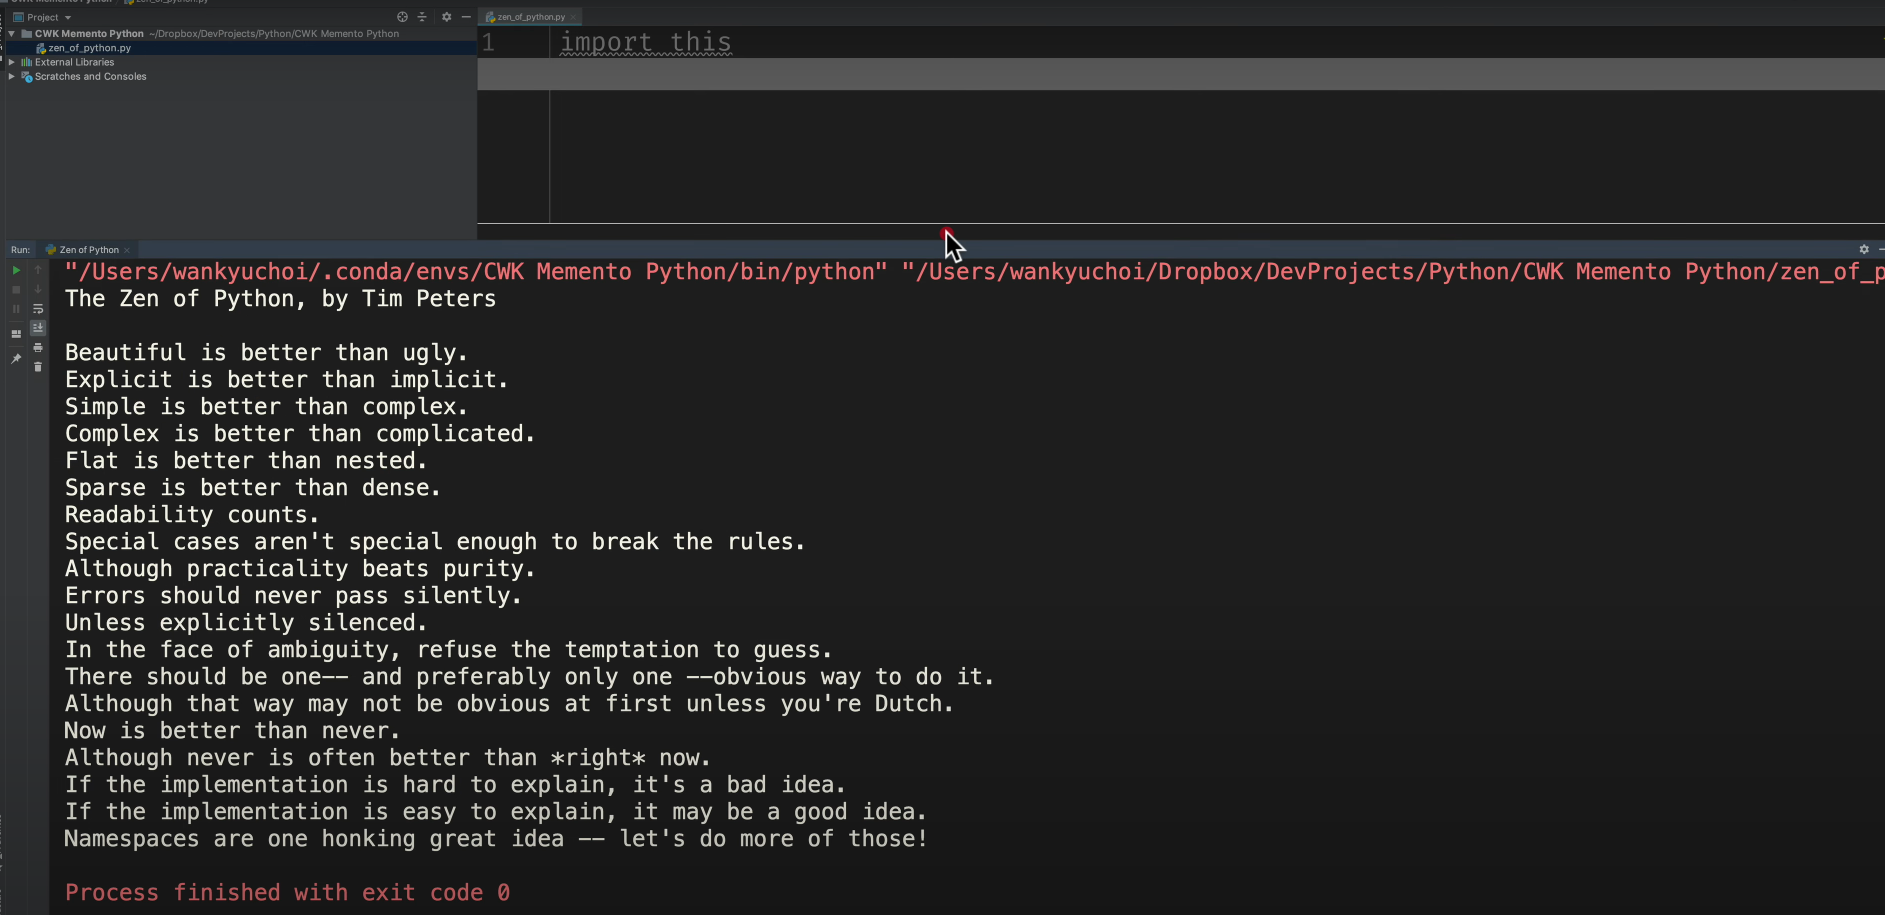 Project
zen_of_python.py
CWK Memento Python ~/Dropbox/DevProjects/Python/CWK Memento Python
zen_of_python.py
External Libraries
Scratches and Consoles
1 import this
Run: Zen of Python
"/Users/wankyuchoi/.conda/envs/CWK Memento Python/bin/python" "/Users/wankyuchoi/Dropbox/DevProjects/Python/CWK Memento Python/zen_of_p
The Zen of Python, by Tim Peters
Beautiful is better than ugly.
Explicit is better than implicit.
Simple is better than complex.
Complex is better than complicated.
Flat is better than nested.
Sparse is better than dense.
Readability counts.
Special cases aren't special enough to break the rules.
Although practicality beats purity.
Errors should never pass silently.
Unless explicitly silenced.
In the face of ambiguity, refuse the temptation to guess.
There should be one-- and preferably only one --obvious way to do it.
Although that way may not be obvious at first unless you're Dutch.
Now is better than never.
Although never is often better than *right* now.
If the implementation is hard to explain, it's a bad idea.
If the implementation is easy to explain, it may be a good idea.
Namespaces are one honking great idea -- let's do more of those!
Process finished with exit code 0